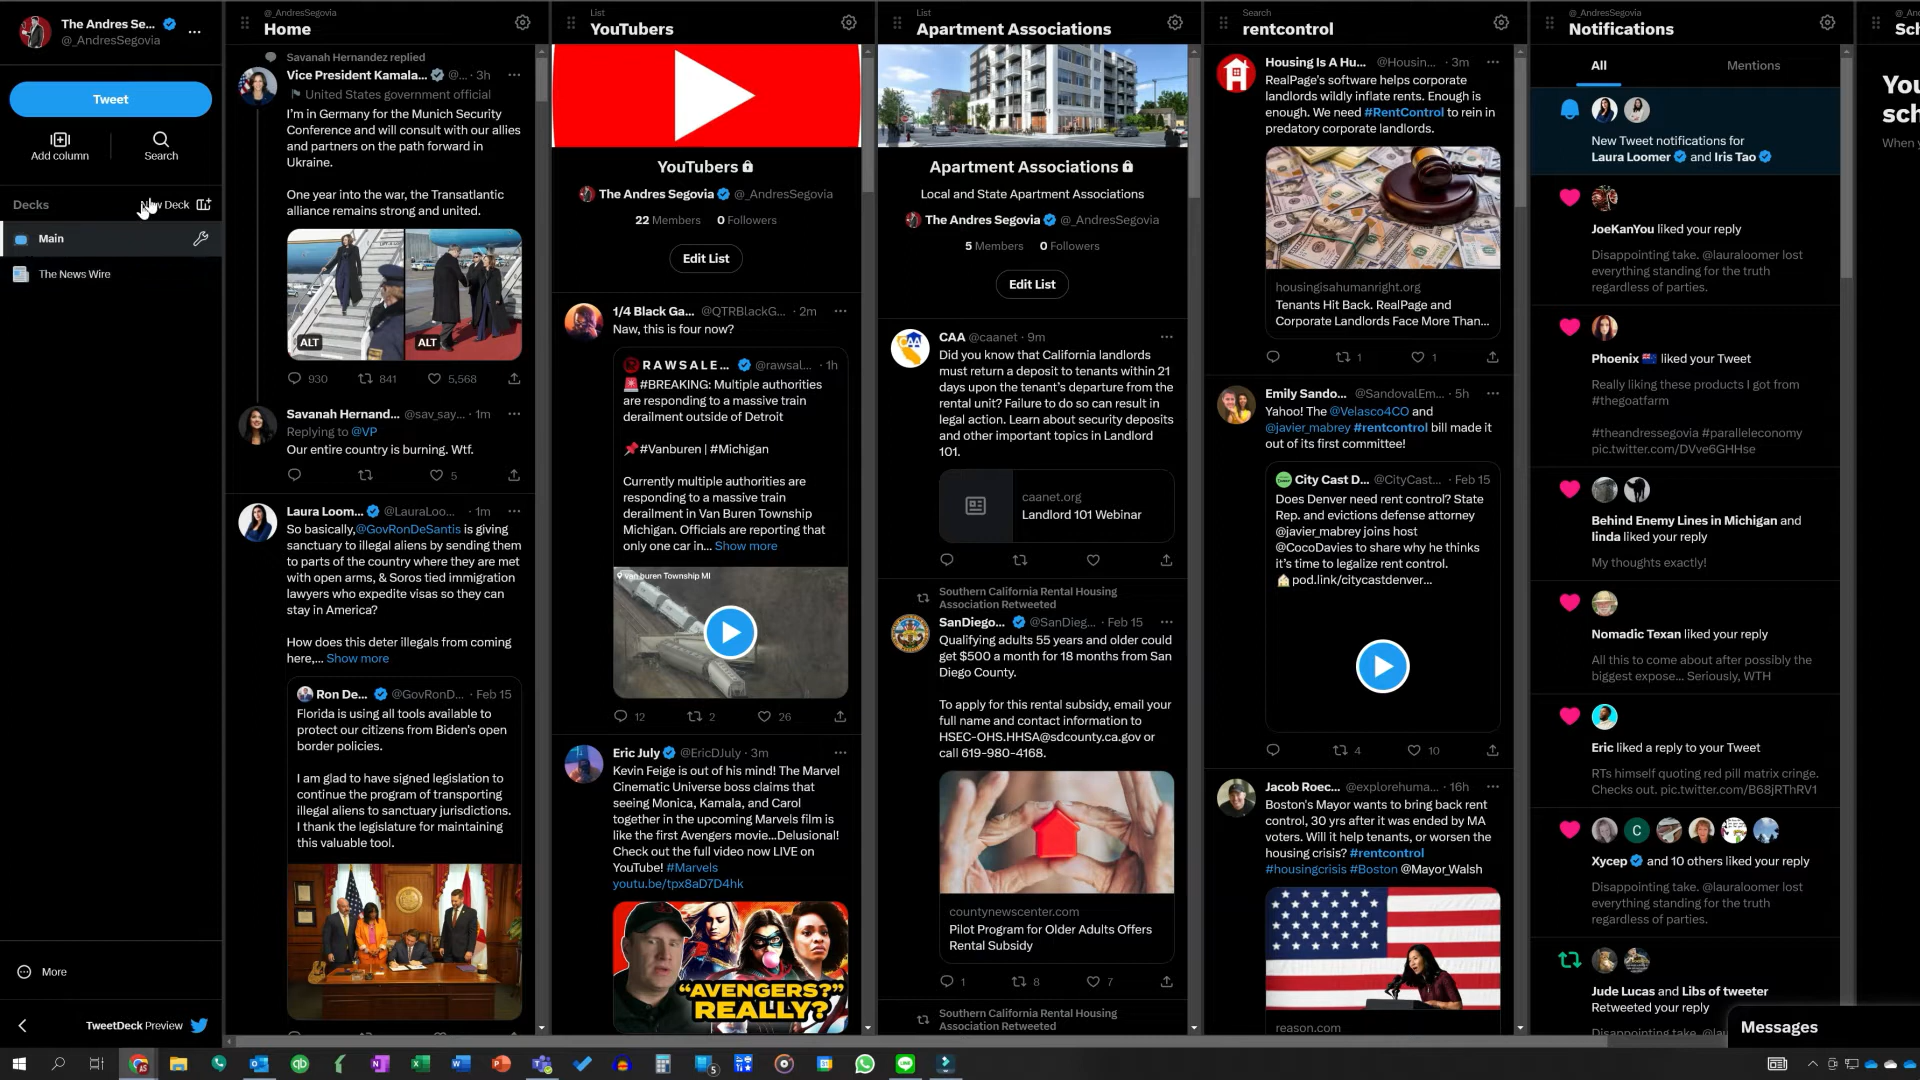 The Andres Se...
@_AndresSegovia
Tweet
Add column
Search
Decks
New Deck
Main
The News Wire
More
TweetDeck Preview
@_AndresSegovia
Home
Savanah Hernandez replied
Vice President Kamala... @... · 3h
United States government official
I'm in Germany for the Munich Security
Conference and will consult with our allies
and partners on the path forward in
Ukraine.
One year into the war, the Transatlantic
alliance remains strong and united.
ALT
ALT
930
841
5,568
Savanah Hernand... @sav_say... · 1m
Replying to @VP
Our entire country is burning. Wtf.
5
Laura Loom... @LauraLoo... · 1m
So basically,@GovRonDeSantis is giving
sanctuary to illegal aliens by sending them
to parts of the country where they are met
with open arms, & Soros tied immigration
lawyers who expedite visas so they can
stay in America?
How does this deter illegals from coming
here,... Show more
Ron De... @GovRonD... · Feb 15
Florida is using all tools available to
protect our citizens from Biden's open
border policies.
I am glad to have signed legislation to
continue the program of transporting
illegal aliens to sanctuary jurisdictions.
I thank the legislature for maintaining
this valuable tool.
List
YouTubers
YouTubers
The Andres Segovia @_AndresSegovia
22 Members 0 Followers
Edit List
1/4 Black Ga... @QTRBlackG... · 2m
Naw, this is four now?
R A W S A L E ... @rawsal... · 1h
#BREAKING: Multiple authorities
are responding to a massive train
derailment outside of Detroit
#Vanburen | #Michigan
Currently multiple authorities are
responding to a massive train
derailment in Van Buren Township
Michigan. Officials are reporting that
only one car in... Show more
Van buren Township MI
12
2
26
Eric July @EricDJuly · 3m
Kevin Feige is out of his mind! The Marvel
Cinematic Universe boss claims that
seeing Monica, Kamala, and Carol
together in the upcoming Marvels film is
like the first Avengers movie...Delusional!
Check out the full video now LIVE on
YouTube! #Marvels
youtu.be/tpx8aD7D4hk
"AVENGERS?"
REALLY?
List
Apartment Associations
Apartment Associations
Local and State Apartment Associations
The Andres Segovia @_AndresSegovia
5 Members 0 Followers
Edit List
CAA @caanet · 9m
Did you know that California landlords
must return a deposit to tenants within 21
days upon the tenant's departure from the
rental unit? Failure to do so can result in
legal action. Learn about security deposits
and other important topics in Landlord
101.
caanet.org
Landlord 101 Webinar
Southern California Rental Housing
Association Retweeted
SanDiego... @SanDieg... · Feb 15
Qualifying adults 55 years and older could
get $500 a month for 18 months from San
Diego County.
To apply for this rental subsidy, email your
full name and contact information to
HSEC-OHS.HHSA@sdcounty.ca.gov or
call 619-980-4168.
countynewscenter.com
Pilot Program for Older Adults Offers
Rental Subsidy
1
8
7
Southern California Rental Housing
Association Retweeted
Search
rentcontrol
Housing Is A Hu... @Housin... · 3m
RealPage's software helps corporate
landlords wildly inflate rents. Enough is
enough. We need #RentControl to rein in
predatory corporate landlords.
housingisahumanright.org
Tenants Hit Back. RealPage and
Corporate Landlords Face More Than...
1
1
Emily Sando... @SandovalEm... · 5h
Yahoo! The @Velasco4CO and
@javier_mabrey #rentcontrol bill made it
out of its first committee!
City Cast D... @CityCast... · Feb 15
Does Denver need rent control? State
Rep. and evictions defense attorney
@javier_mabrey joins host
@CocoDavies to share why he thinks
it's time to legalize rent control.
pod.link/citycastdenver...
4
10
Jacob Roec... @explorehuma... · 16h
Boston's Mayor wants to bring back rent
control, 30 yrs after it was ended by MA
voters. Will it help tenants, or worsen the
housing crisis? #rentcontrol
#housingcrisis #Boston @Mayor_Walsh
reason.com
@_AndresSegovia
Notifications
All
Mentions
New Tweet notifications for
Laura Loomer and Iris Tao
JoeKanYou liked your reply
Disappointing take. @lauraloomer lost
everything standing for the truth
regardless of parties.
Phoenix liked your Tweet
Really liking these products I got from
#thegoatfarm
#theandressegovia #paralleleconomy
pic.twitter.com/DVve6GHHse
Behind Enemy Lines in Michigan and
linda liked your reply
My thoughts exactly!
Nomadic Texan liked your reply
All this to come about after possibly the
biggest expose... Seriously, WTH
Eric liked a reply to your Tweet
RTs himself quoting red pill matrix cringe.
Checks out. pic.twitter.com/B68jRThRV1
C
Xycep and 10 others liked your reply
Disappointing take. @lauraloomer lost
everything standing for the truth
regardless of parties.
Jude Lucas and Libs of tweeter
Retweeted your reply
Disappointing take. @lau
Messages
@_An
Sch
You
sch
When y